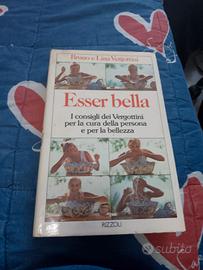 Bruno e Lina Vergottini
Esser bella
I consigli dei Vergottini
per la cura della persona
e per la bellezza
RIZZOLI
subito